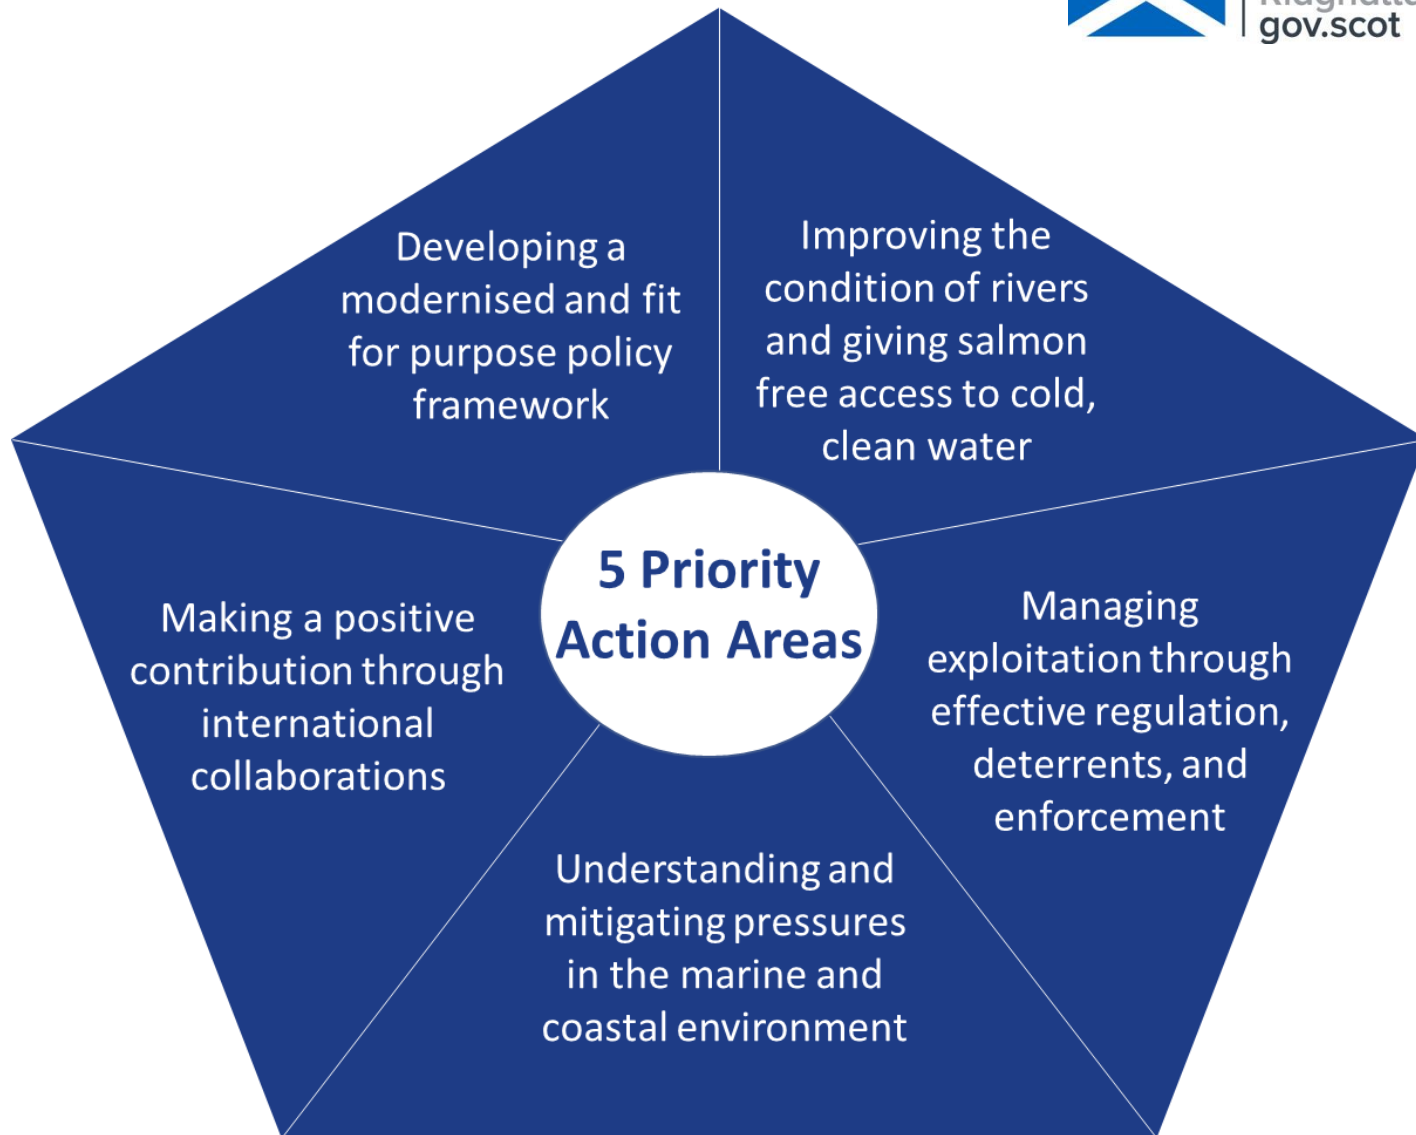 gov.scot
Developing a
modernised and fit
for purpose policy
framework
Improving the
condition of rivers
and giving salmon
free access to cold,
clean water
5 Priority
Action Areas
Making a positive
contribution through
international
collaborations
Managing
exploitation through
effective regulation,
deterrents, and
enforcement
Understanding and
mitigating pressures
in the marine and
coastal environment